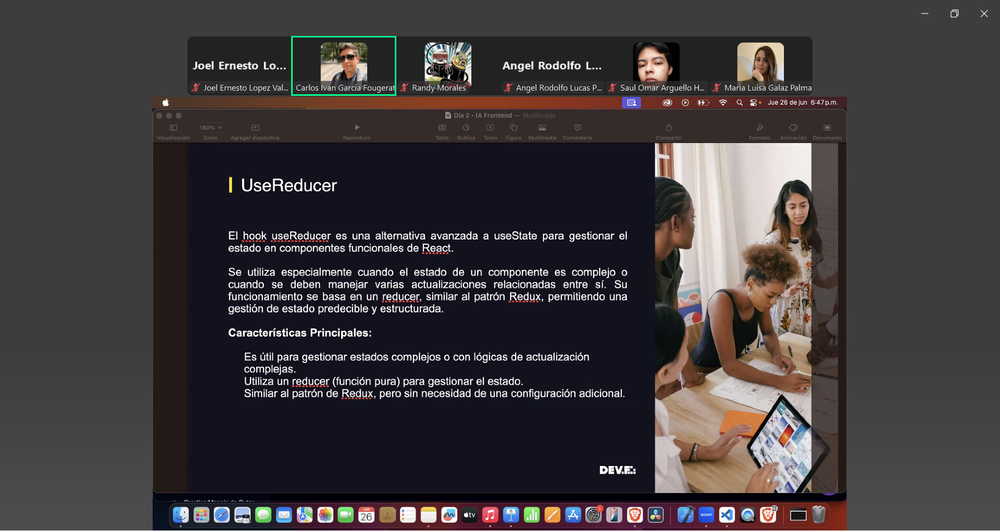 Joel Ernesto Lo...
Angel Rodolfo L...
Joel Ernesto Lopez Val...
Carlos Ivan Garcia Fougerat
Randy Morales
Angel Rodolfo Lucas P...
Saul Omar Arguello H...
Maria Luisa Galaz Palma
Jue 26 de jun 6:47 p.m.
Día 2 - IA Frontend — Modificado
180%
Visualización
Zoom
Agregar diapositiva
Reproducir
Tabla
Gráfica
Texto
Figura
Multimedia
Comentario
Compartir
Formato
Animación
Documento
UseReducer
El hook useReducer es una alternativa avanzada a useState para gestionar el
estado en componentes funcionales de React.
Se utiliza especialmente cuando el estado de un componente es complejo o
cuando se deben manejar varias actualizaciones relacionadas entre sí. Su
funcionamiento se basa en un reducer, similar al patrón Redux, permitiendo una
gestión de estado predecible y estructurada.
Características Principales:
Es útil para gestionar estados complejos o con lógicas de actualización
complejas.
Utiliza un reducer (función pura) para gestionar el estado.
Similar al patrón de Redux, pero sin necesidad de una configuración adicional.
DEV.F.:
JUN
26
tv
1
zoom